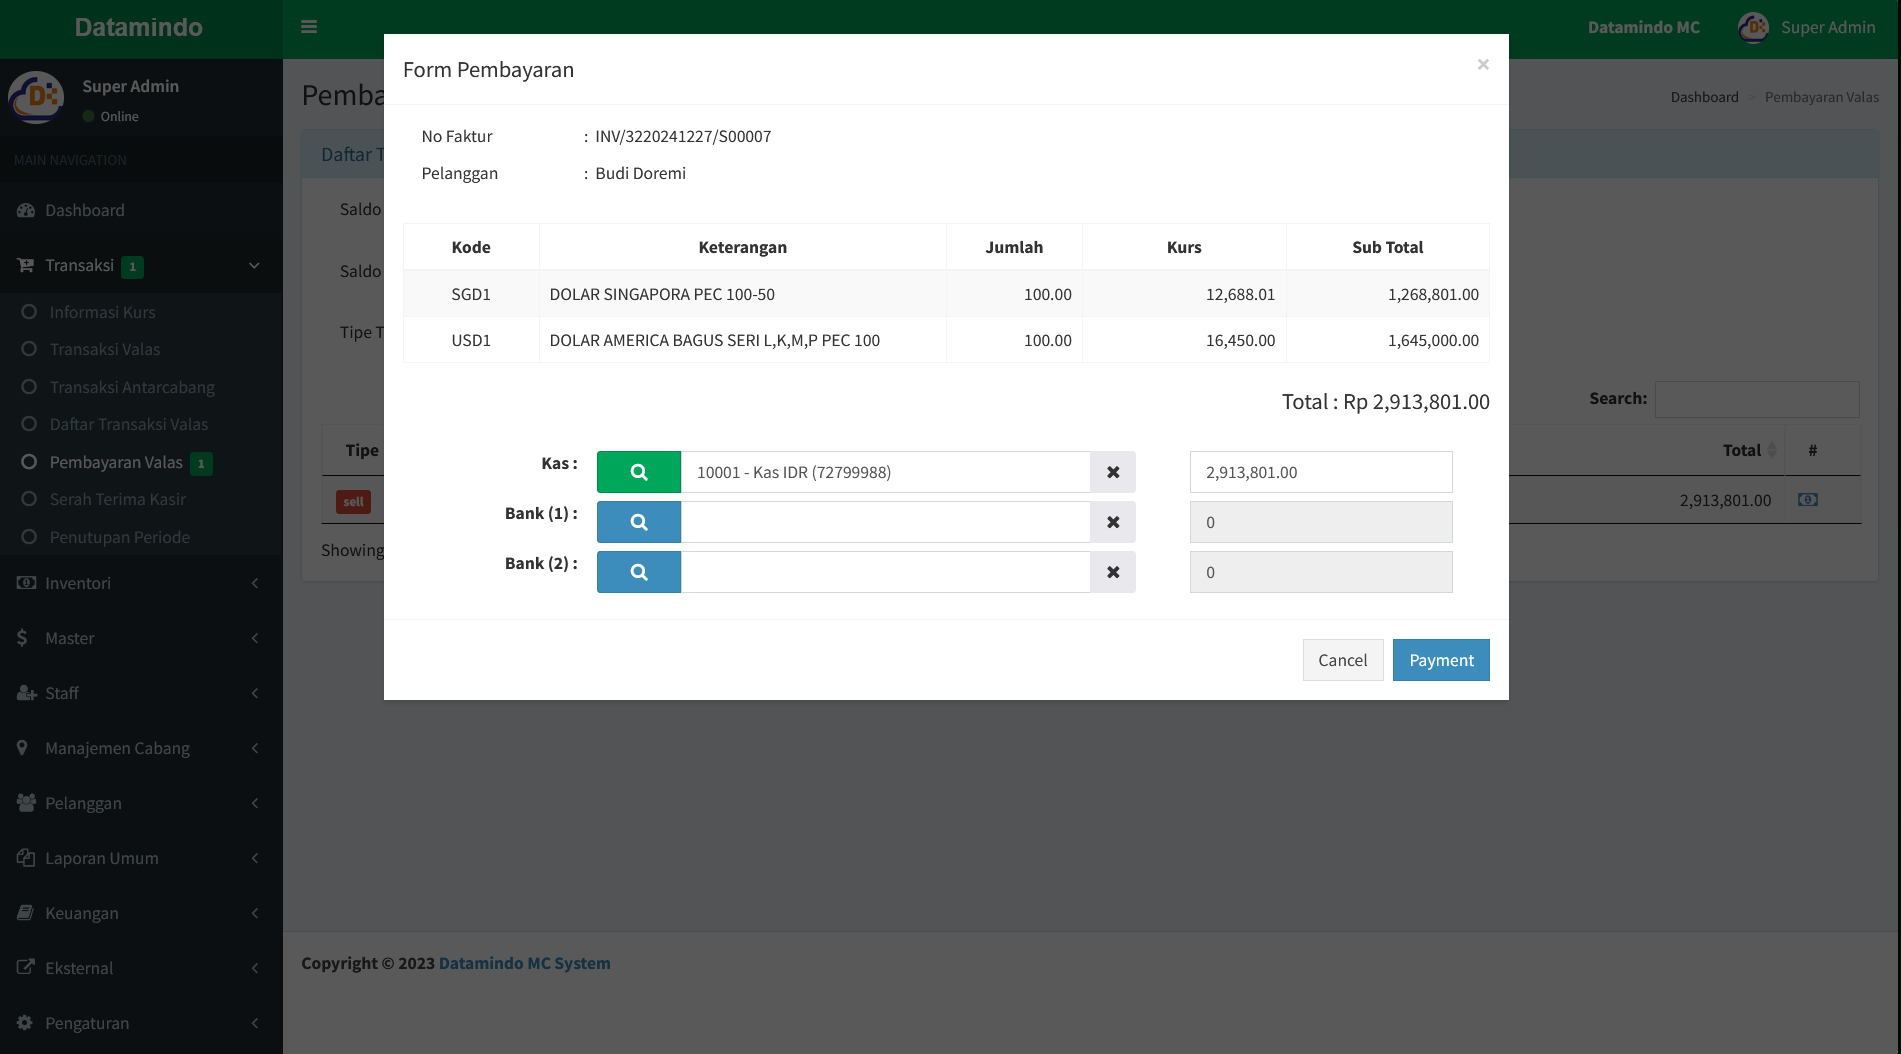 Datamindo
Datamindo MC
Super Admin
Super Admin
Online
MAIN NAVIGATION
Dashboard
Transaksi 1
Informasi Kurs
Transaksi Valas
Transaksi Antarcabang
Daftar Transaksi Valas
Pembayaran Valas 1
Serah Terima Kasir
Penutupan Periode
Inventori
Master
Staff
Manajemen Cabang
Pelanggan
Laporan Umum
Keuangan
Eksternal
Pengaturan
Pemba
Dashboard > Pembayaran Valas
Daftar T
Saldo
Saldo
Tipe T
Search:
Tipe
Total #
sell
2,913,801.00
Showing
Form Pembayaran ×
No Faktur : INV/3220241227/S00007
Pelanggan : Budi Doremi
Kode Keterangan Jumlah Kurs Sub Total
SGD1 DOLAR SINGAPORA PEC 100-50 100.00 12,688.01 1,268,801.00
USD1 DOLAR AMERICA BAGUS SERI L,K,M,P PEC 100 100.00 16,450.00 1,645,000.00
Total : Rp 2,913,801.00
Kas : 10001 - Kas IDR (72799988) 2,913,801.00
Bank (1) : 0
Bank (2) : 0
Cancel Payment
Copyright © 2023 Datamindo MC System